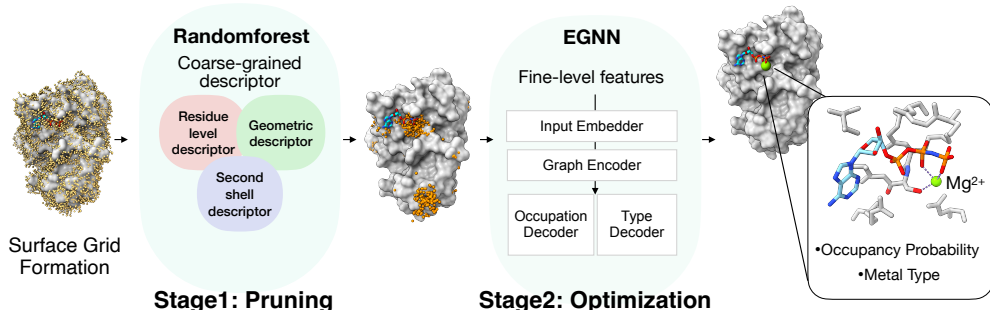 Surface Grid
Formation
Randomforest
Coarse-grained
descriptor
Residue
level
descriptor
Geometric
descriptor
Second
shell
descriptor
Stage1: Pruning
EGNN
Fine-level features
Input Embedder
Graph Encoder
Occupation
Decoder
Type
Decoder
Stage2: Optimization
Mg²⁺
•Occupancy Probability
•Metal Type